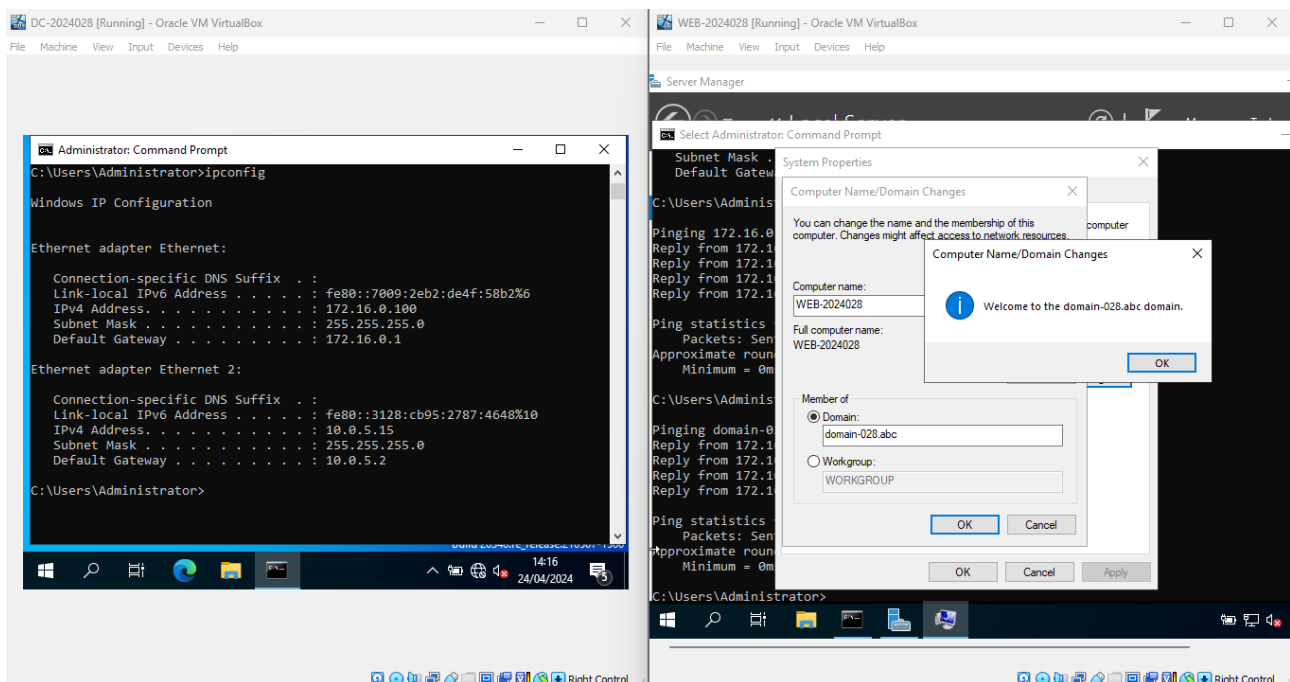 DC-2024028 [Running] - Oracle VM VirtualBox
File Machine View Input Devices Help
Administrator: Command Prompt
C:\Users\Administrator>ipconfig
Windows IP Configuration
Ethernet adapter Ethernet:
Connection-specific DNS Suffix . :
Link-local IPv6 Address . . . . . : fe80::7009:2eb2:de4f:58b2%6
IPv4 Address. . . . . . . . . . . : 172.16.0.100
Subnet Mask . . . . . . . . . . . : 255.255.255.0
Default Gateway . . . . . . . . . : 172.16.0.1
Ethernet adapter Ethernet 2:
Connection-specific DNS Suffix . :
Link-local IPv6 Address . . . . . : fe80::3128:cb95:2787:4648%10
IPv4 Address. . . . . . . . . . . : 10.0.5.15
Subnet Mask . . . . . . . . . . . : 255.255.255.0
Default Gateway . . . . . . . . . : 10.0.5.2
C:\Users\Administrator>
14:16
24/04/2024
5
Right Control
WEB-2024028 [Running] - Oracle VM VirtualBox
File Machine View Input Devices Help
Server Manager
Select Administrator: Command Prompt
Subnet Mask .
Default Gatew
C:\Users\Adminis
Pinging 172.16.0
Reply from 172.1
Reply from 172.1
Reply from 172.1
Reply from 172.1
Ping statistics
Packets: Sen
Approximate roun
Minimum = 0m
C:\Users\Adminis
Pinging domain-0
Reply from 172.1
Reply from 172.1
Reply from 172.1
Reply from 172.1
Ping statistics
Packets: Sen
Approximate roun
Minimum = 0m
C:\Users\Administrator>
System Properties
computer
Computer Name/Domain Changes
You can change the name and the membership of this
computer. Changes might affect access to network resources.
Computer name:
WEB-2024028
Full computer name:
WEB-2024028
Member of
Domain:
domain-028.abc
Workgroup:
WORKGROUP
OK Cancel
OK Cancel Apply
Computer Name/Domain Changes
Welcome to the domain-028.abc domain.
OK
Right Control